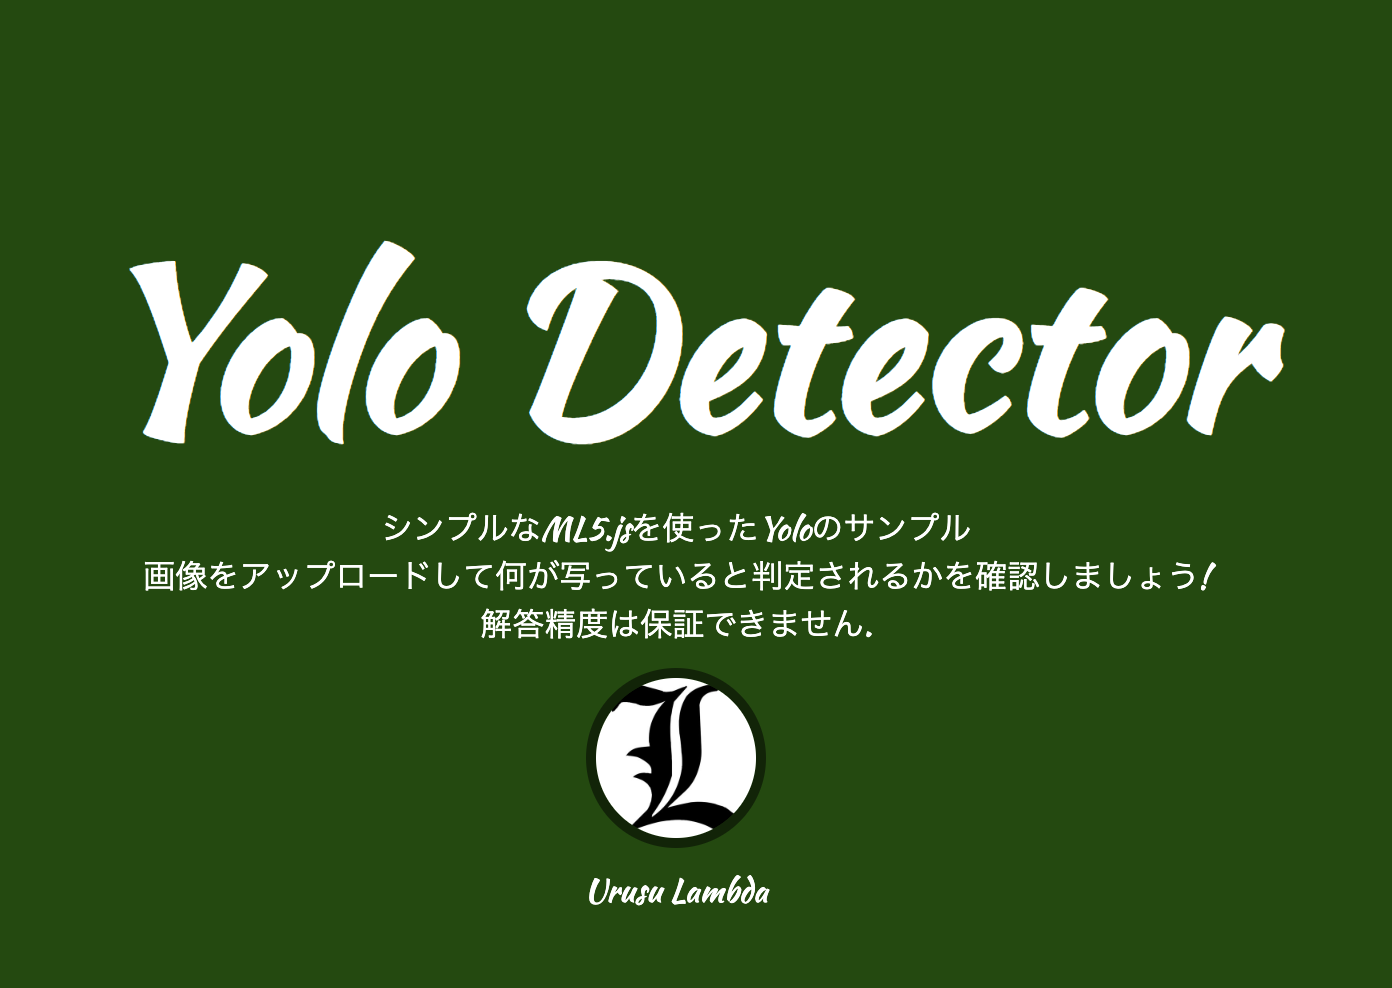 Yolo Detector
シンプルなML5.jsを使ったYoloのサンプル
画像をアップロードして何が写っていると判定されるかを確認しましょう!
解答精度は保証できません.
L
Urusu Lambda